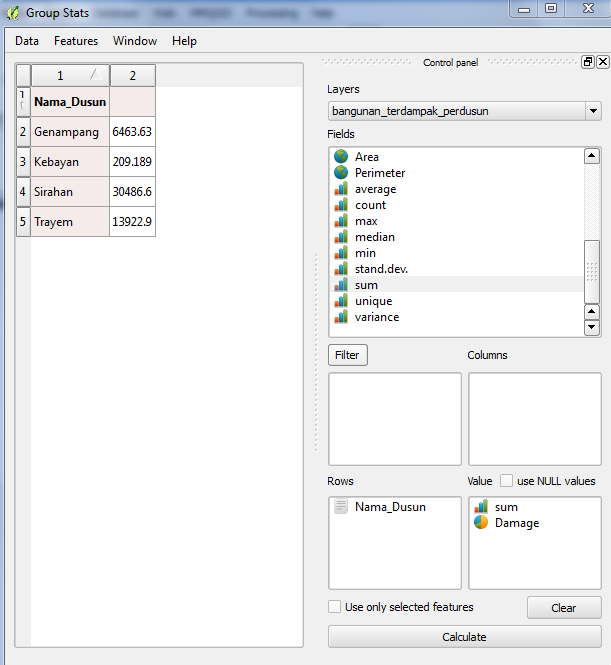 Group Stats
Data Features Window Help
1 2
1 Nama_Dusun
2 Genampang 6463.63
3 Kebayan 209.189
4 Sirahan 30486.6
5 Trayem 13922.9
Control panel
Layers
bangunan_terdampak_perdusun
Fields
Area
Perimeter
average
count
max
median
min
stand.dev.
sum
unique
variance
Filter Columns
Rows Value use NULL values
Nama_Dusun sum
Damage
Use only selected features Clear
Calculate